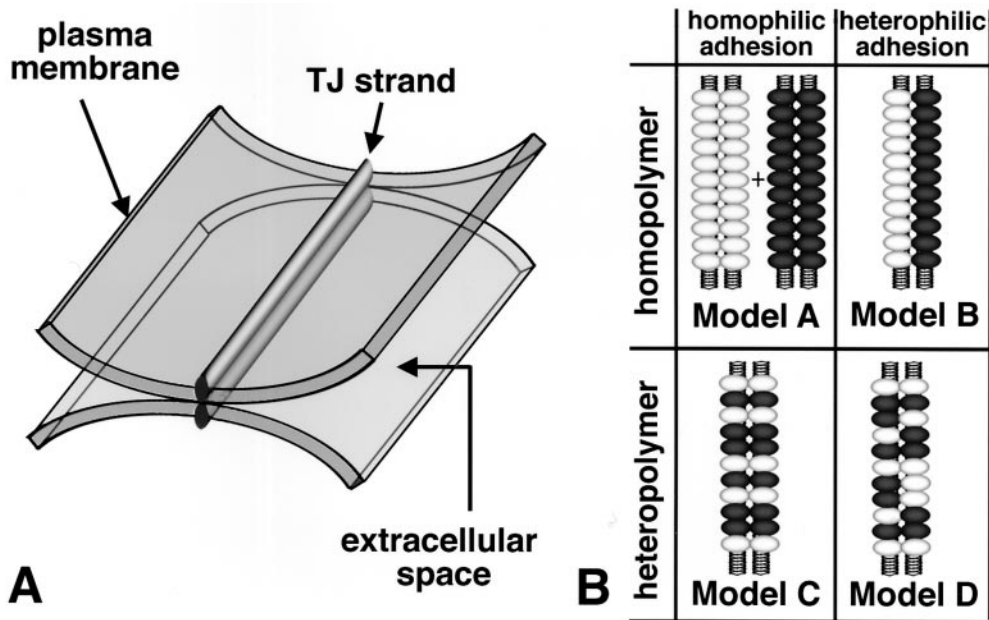 plasma
membrane
TJ strand
extracellular
space
A
homophilic
adhesion
heterophilic
adhesion
homopolymer
+
Model A
Model B
heteropolymer
Model C
Model D
B